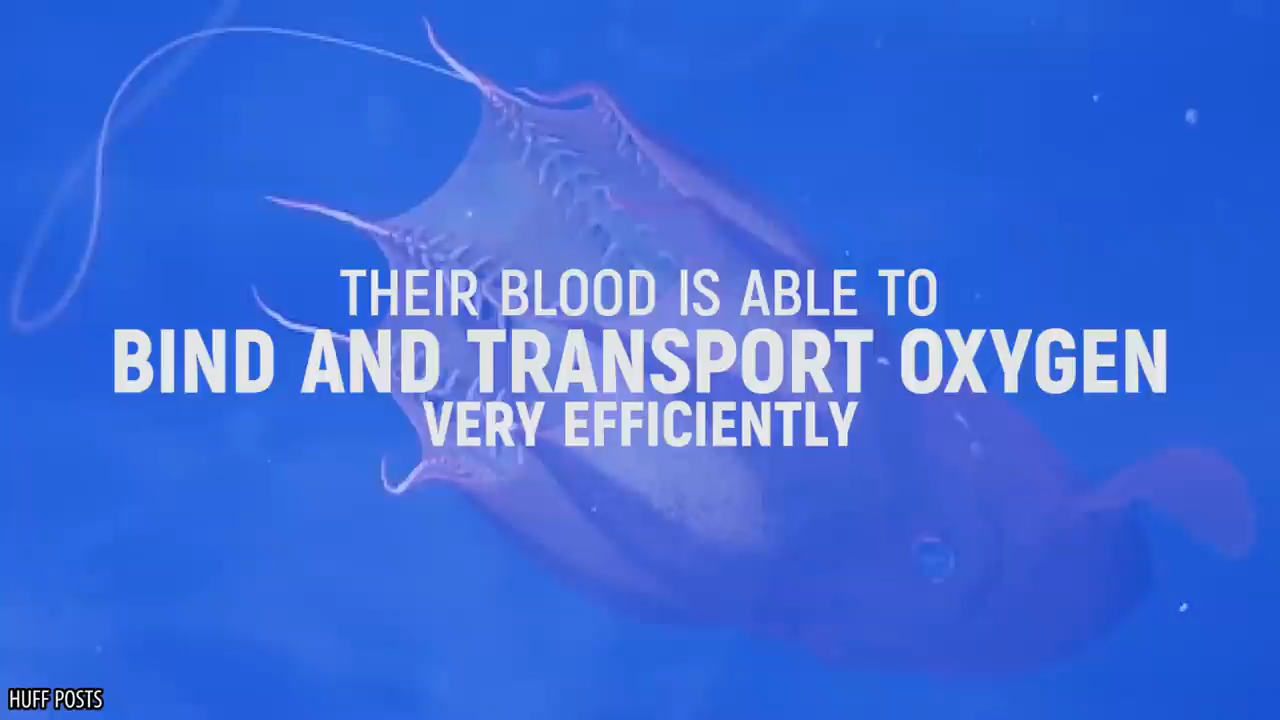 THEIR BLOOD IS ABLE TO
BIND AND TRANSPORT OXYGEN
VERY EFFICIENTLY
HUFF POSTS